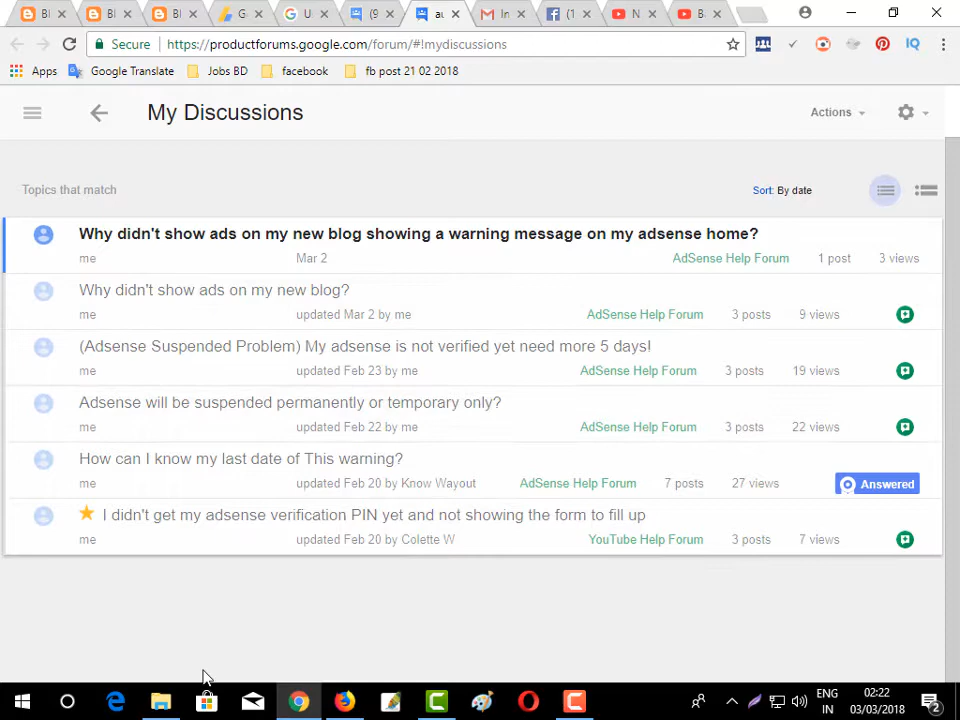 Bl
Bl
Bl
G
U
(9
au
In
(1
N
B
Secure
https://productforums.google.com/forum/#!mydiscussions
IQ
Apps
Google Translate
Jobs BD
facebook
fb post 21 02 2018
My Discussions
Actions
Topics that match
Sort: By date
Why didn't show ads on my new blog showing a warning message on my adsense home?
me Mar 2 AdSense Help Forum 1 post 3 views
Why didn't show ads on my new blog?
me updated Mar 2 by me AdSense Help Forum 3 posts 9 views
(Adsense Suspended Problem) My adsense is not verified yet need more 5 days!
me updated Feb 23 by me AdSense Help Forum 3 posts 19 views
Adsense will be suspended permanently or temporary only?
me updated Feb 22 by me AdSense Help Forum 3 posts 22 views
How can I know my last date of This warning?
me updated Feb 20 by Know Wayout AdSense Help Forum 7 posts 27 views Answered
I didn't get my adsense verification PIN yet and not showing the form to fill up
me updated Feb 20 by Colette W YouTube Help Forum 3 posts 7 views
ENG 02:22
IN 03/03/2018 2